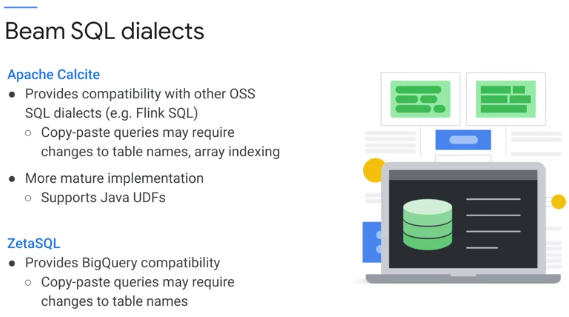 Beam SQL dialects
Apache Calcite
● Provides compatibility with other OSS
SQL dialects (e.g. Flink SQL)
○ Copy-paste queries may require
changes to table names, array indexing
● More mature implementation
○ Supports Java UDFs
ZetaSQL
● Provides BigQuery compatibility
○ Copy-paste queries may require
changes to table names